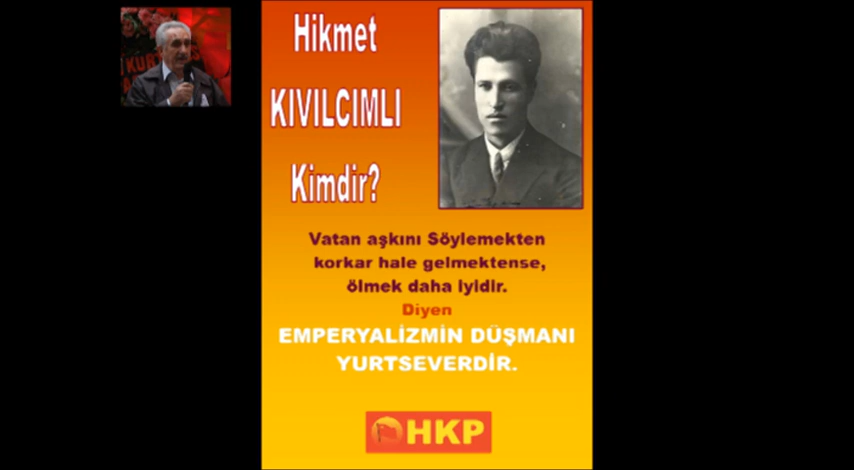 Hikmet
KIVILCIMLI
Kimdir?
Vatan aşkını Söylemekten
korkar hale gelmektense,
ölmek daha iyidir.
Diyen
EMPERYALİZMİN DÜŞMANI
YURTSEVERDİR.
HKP